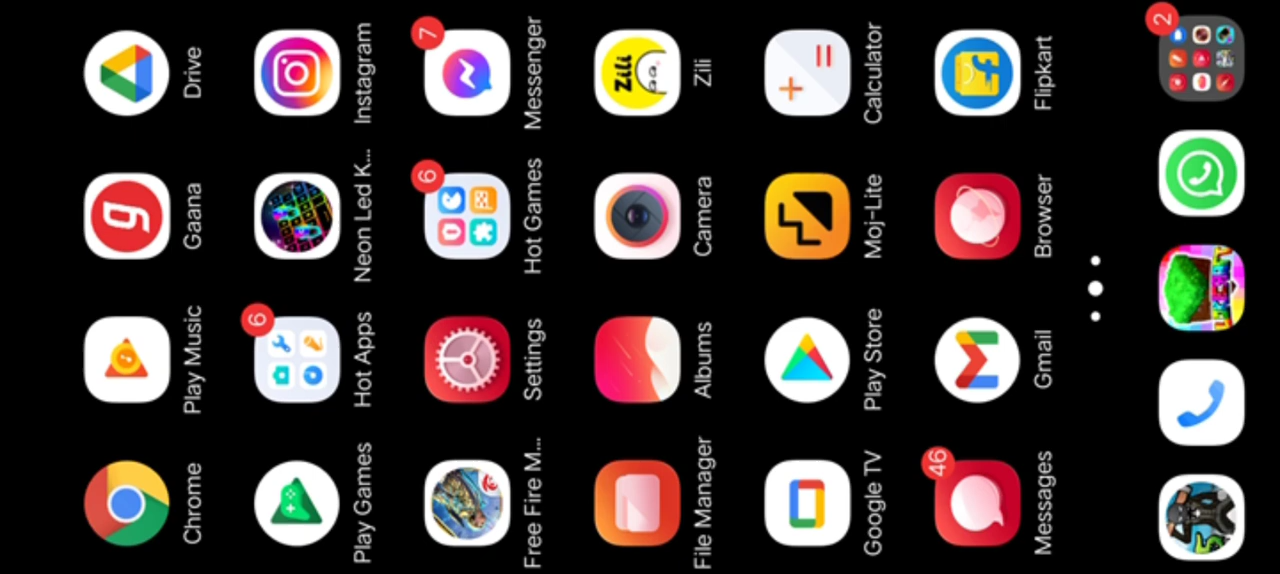 Chrome Play Music Gaana Drive
6
Play Games Hot Apps Neon Led K... Instagram
6 7
Free Fire M... Settings Hot Games Messenger
Zili
File Manager Albums Camera Zili
Google TV Play Store Moj-Lite Calculator
46
Messages Gmail Browser Flipkart
2